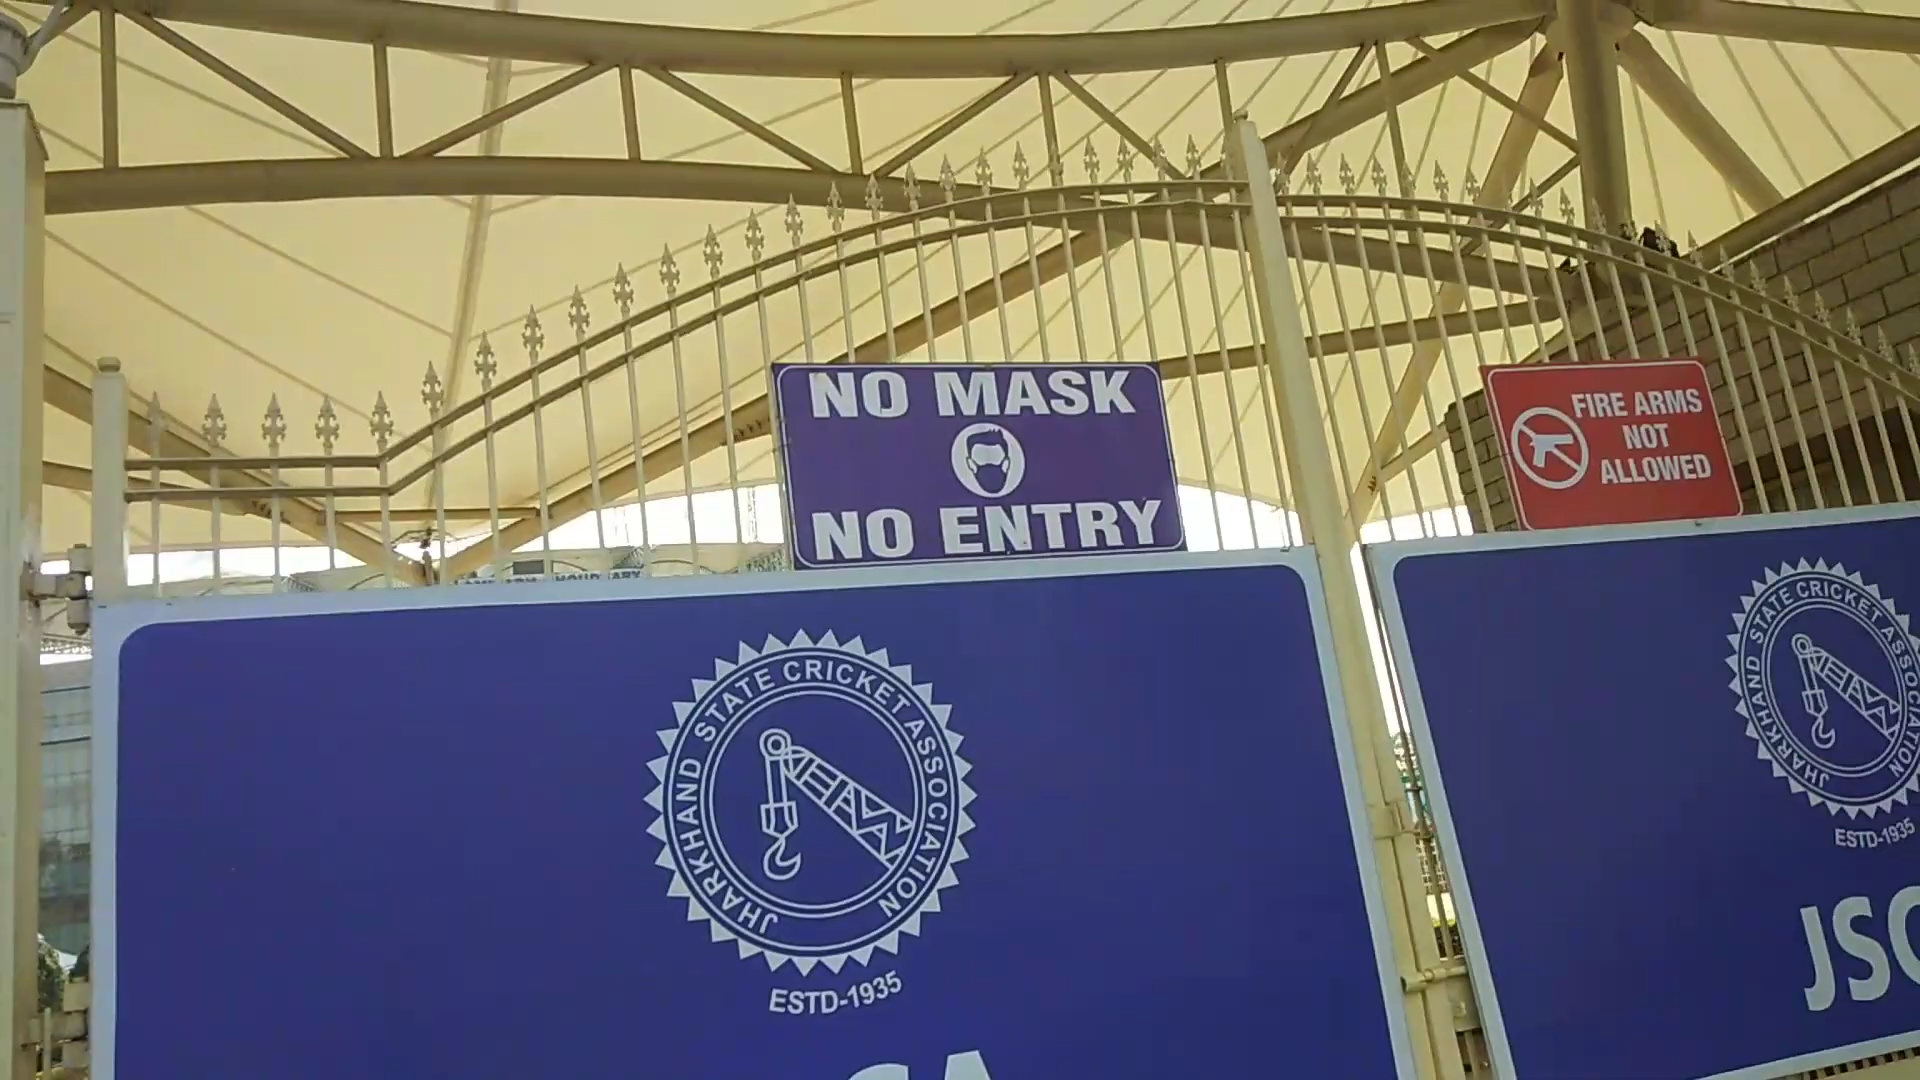 NO MASK
NO ENTRY
FIRE ARMS
NOT
ALLOWED
JHARKHAND STATE CRICKET ASSOCIATION
ESTD-1935
CA
JHARKHAND STATE CRICKET ASSOCIATION
ESTD-1935
JSC